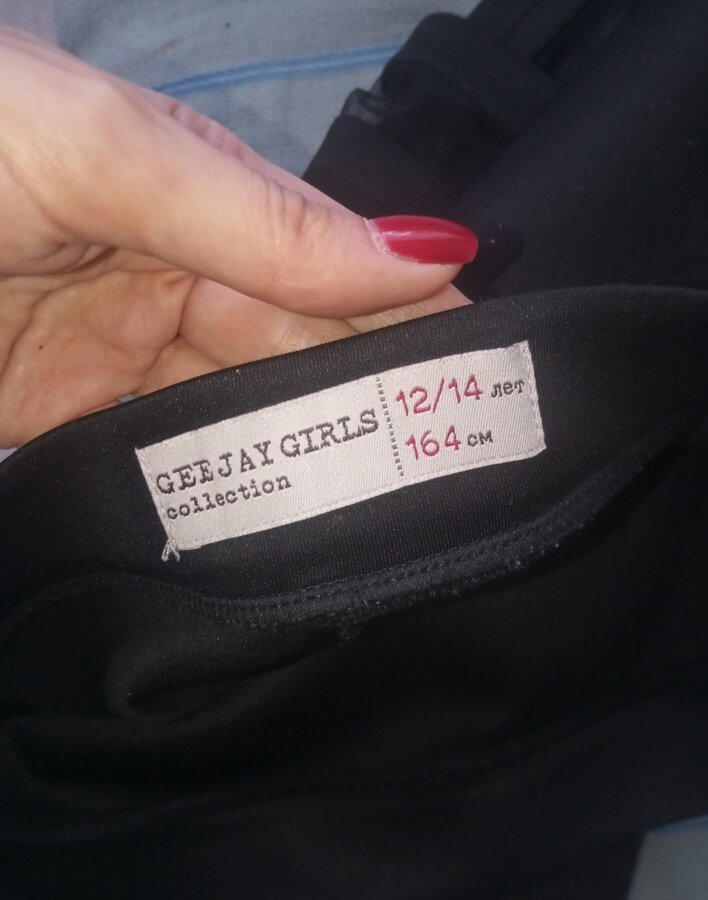 GEEJAY GIRLS
collection
12/14 лет
164 см